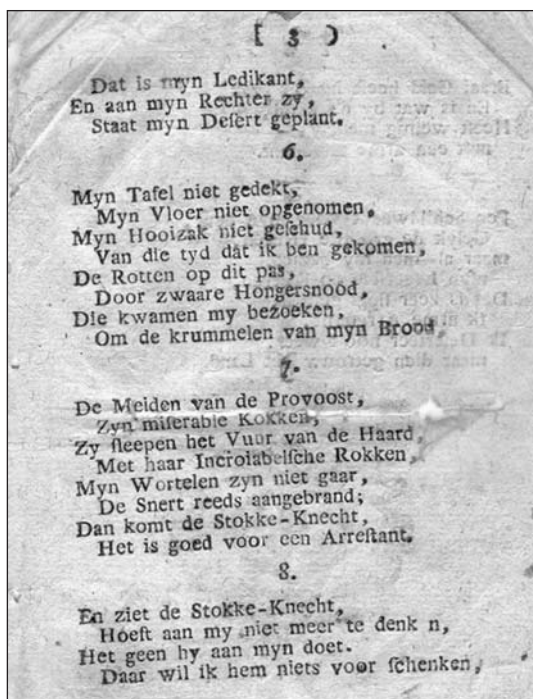 [ 3 )
Dat is myn Ledikant,
En aan myn Rechter zy,
Staat myn Deſert geplant.
6.
Myn Tafel niet gedekt,
Myn Vloer niet opgenomen,
Myn Hooizak niet geſchud,
Van die tyd dat ik ben gekomen,
De Rotten op dit pas,
Door zwaare Hongersnood,
Die kwamen my bezoeken,
Om de krummelen van myn Brood,
7.
De Meiden van de Provooſt,
Zyn miſerable Kokken,
Zy ſleepen het Vuur van de Haard,
Met haar Incroiabelſche Rokken,
Myn Wortelen zyn niet gaar,
De Snert reeds aangebrand;
Dan komt de Stokke-Knecht,
Het is goed voor een Arreſtant.
8.
En ziet de Stokke-Knecht,
Hoeft aan my niet meer te denk n,
Het geen hy aan myn doet.
Daar wil ik hem niets voor ſchenken,